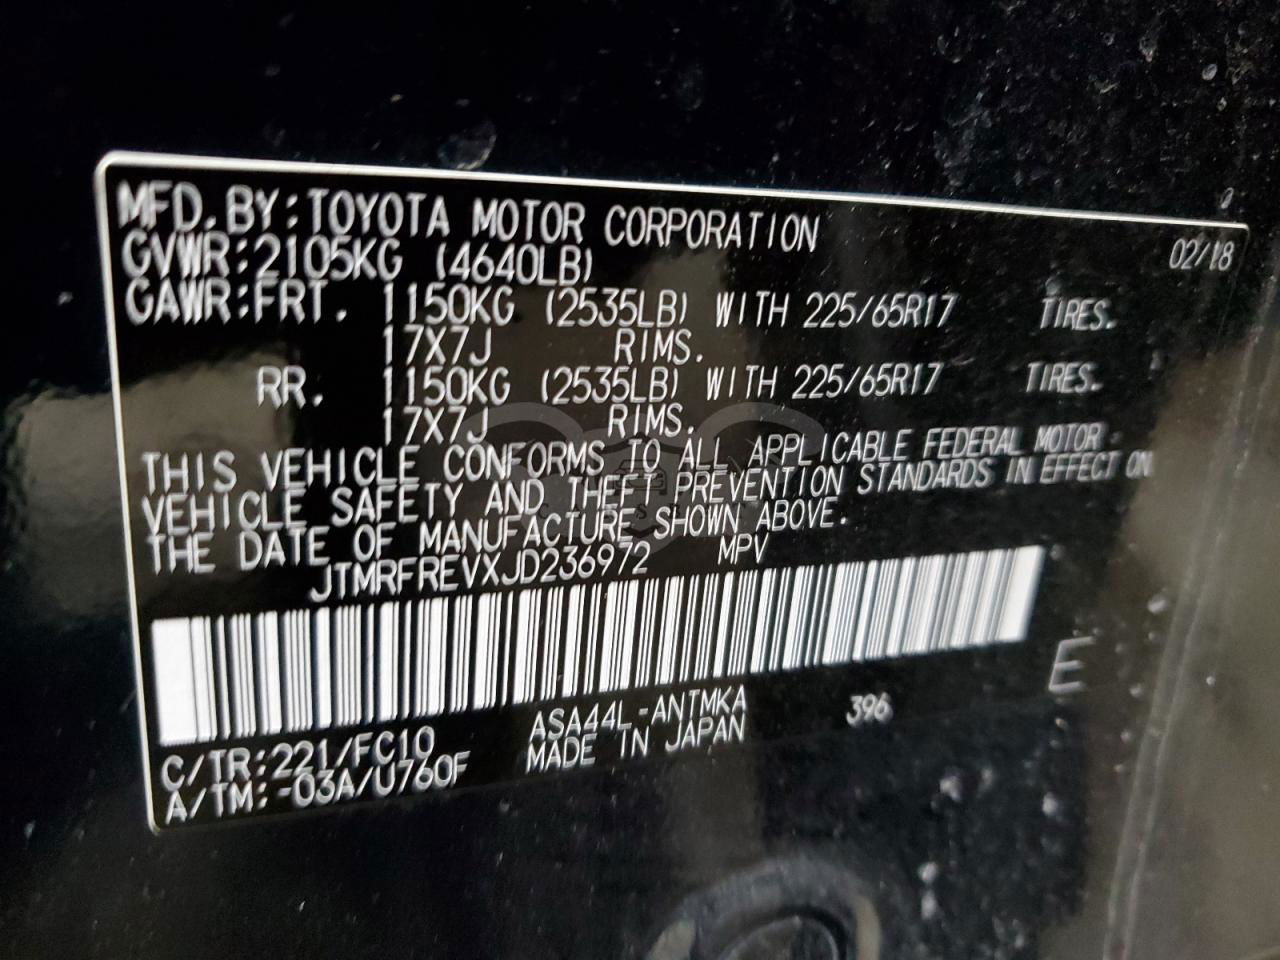 MFD.BY:TOYOTA MOTOR CORPORATION 02/18
GVWR:2105KG (4640LB)
GAWR:FRT. 1150KG (2535LB) WITH 225/65R17 TIRES.
17X7J RIMS.
RR. 1150KG (2535LB) WITH 225/65R17 TIRES.
17X7J RIMS.
THIS VEHICLE CONFORMS TO ALL APPLICABLE FEDERAL MOTOR
VEHICLE SAFETY AND THEFT PREVENTION STANDARDS IN EFFECT ON
THE DATE OF MANUFACTURE SHOWN ABOVE.
JTMRFREVXJD236972 MPV
E
C/TR:221/FC10 ASA44L-ANTMKA 396
A/TM:-03A/U760F MADE IN JAPAN